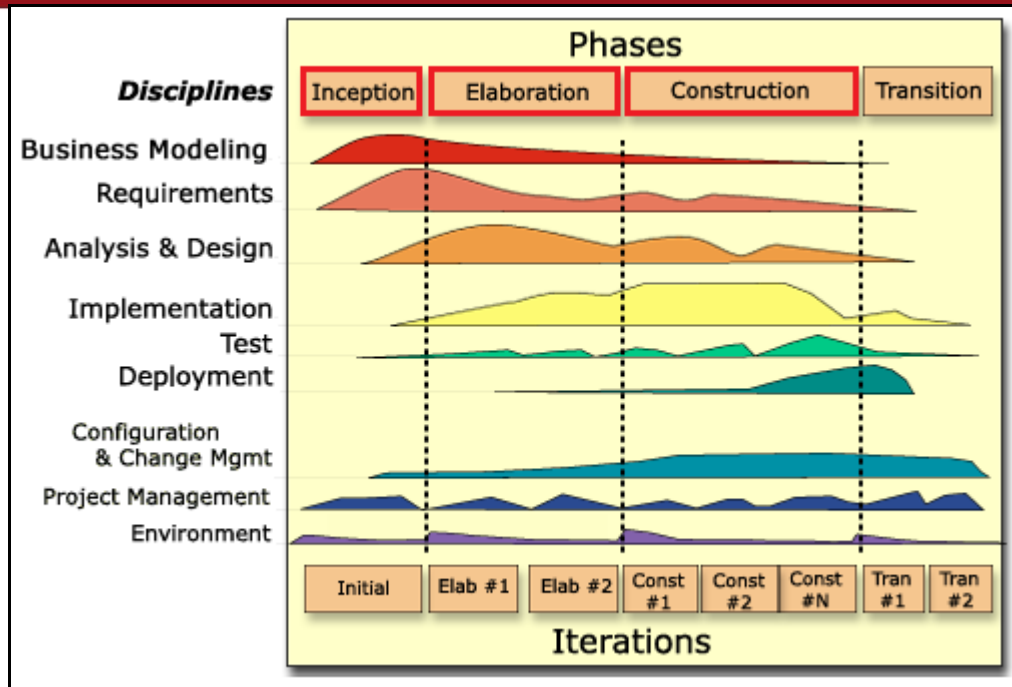 Phases
Disciplines Inception Elaboration Construction Transition
Business Modeling
Requirements
Analysis & Design
Implementation
Test
Deployment
Configuration
& Change Mgmt
Project Management
Environment
Initial Elab #1 Elab #2 Const #1 Const #2 Const #N Tran #1 Tran #2
Iterations